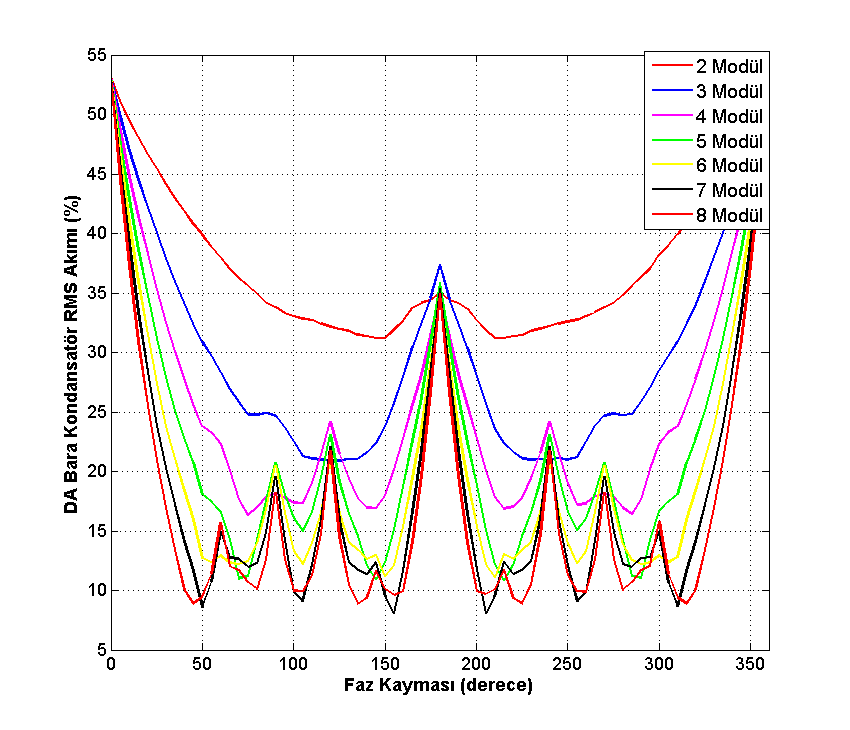 55
50
45
40
35
30
25
20
15
10
5
DA Bara Kondansatör RMS Akımı (%)
2 Modül
3 Modül
4 Modül
5 Modül
6 Modül
7 Modül
8 Modül
0 50 100 150 200 250 300 350
Faz Kayması (derece)